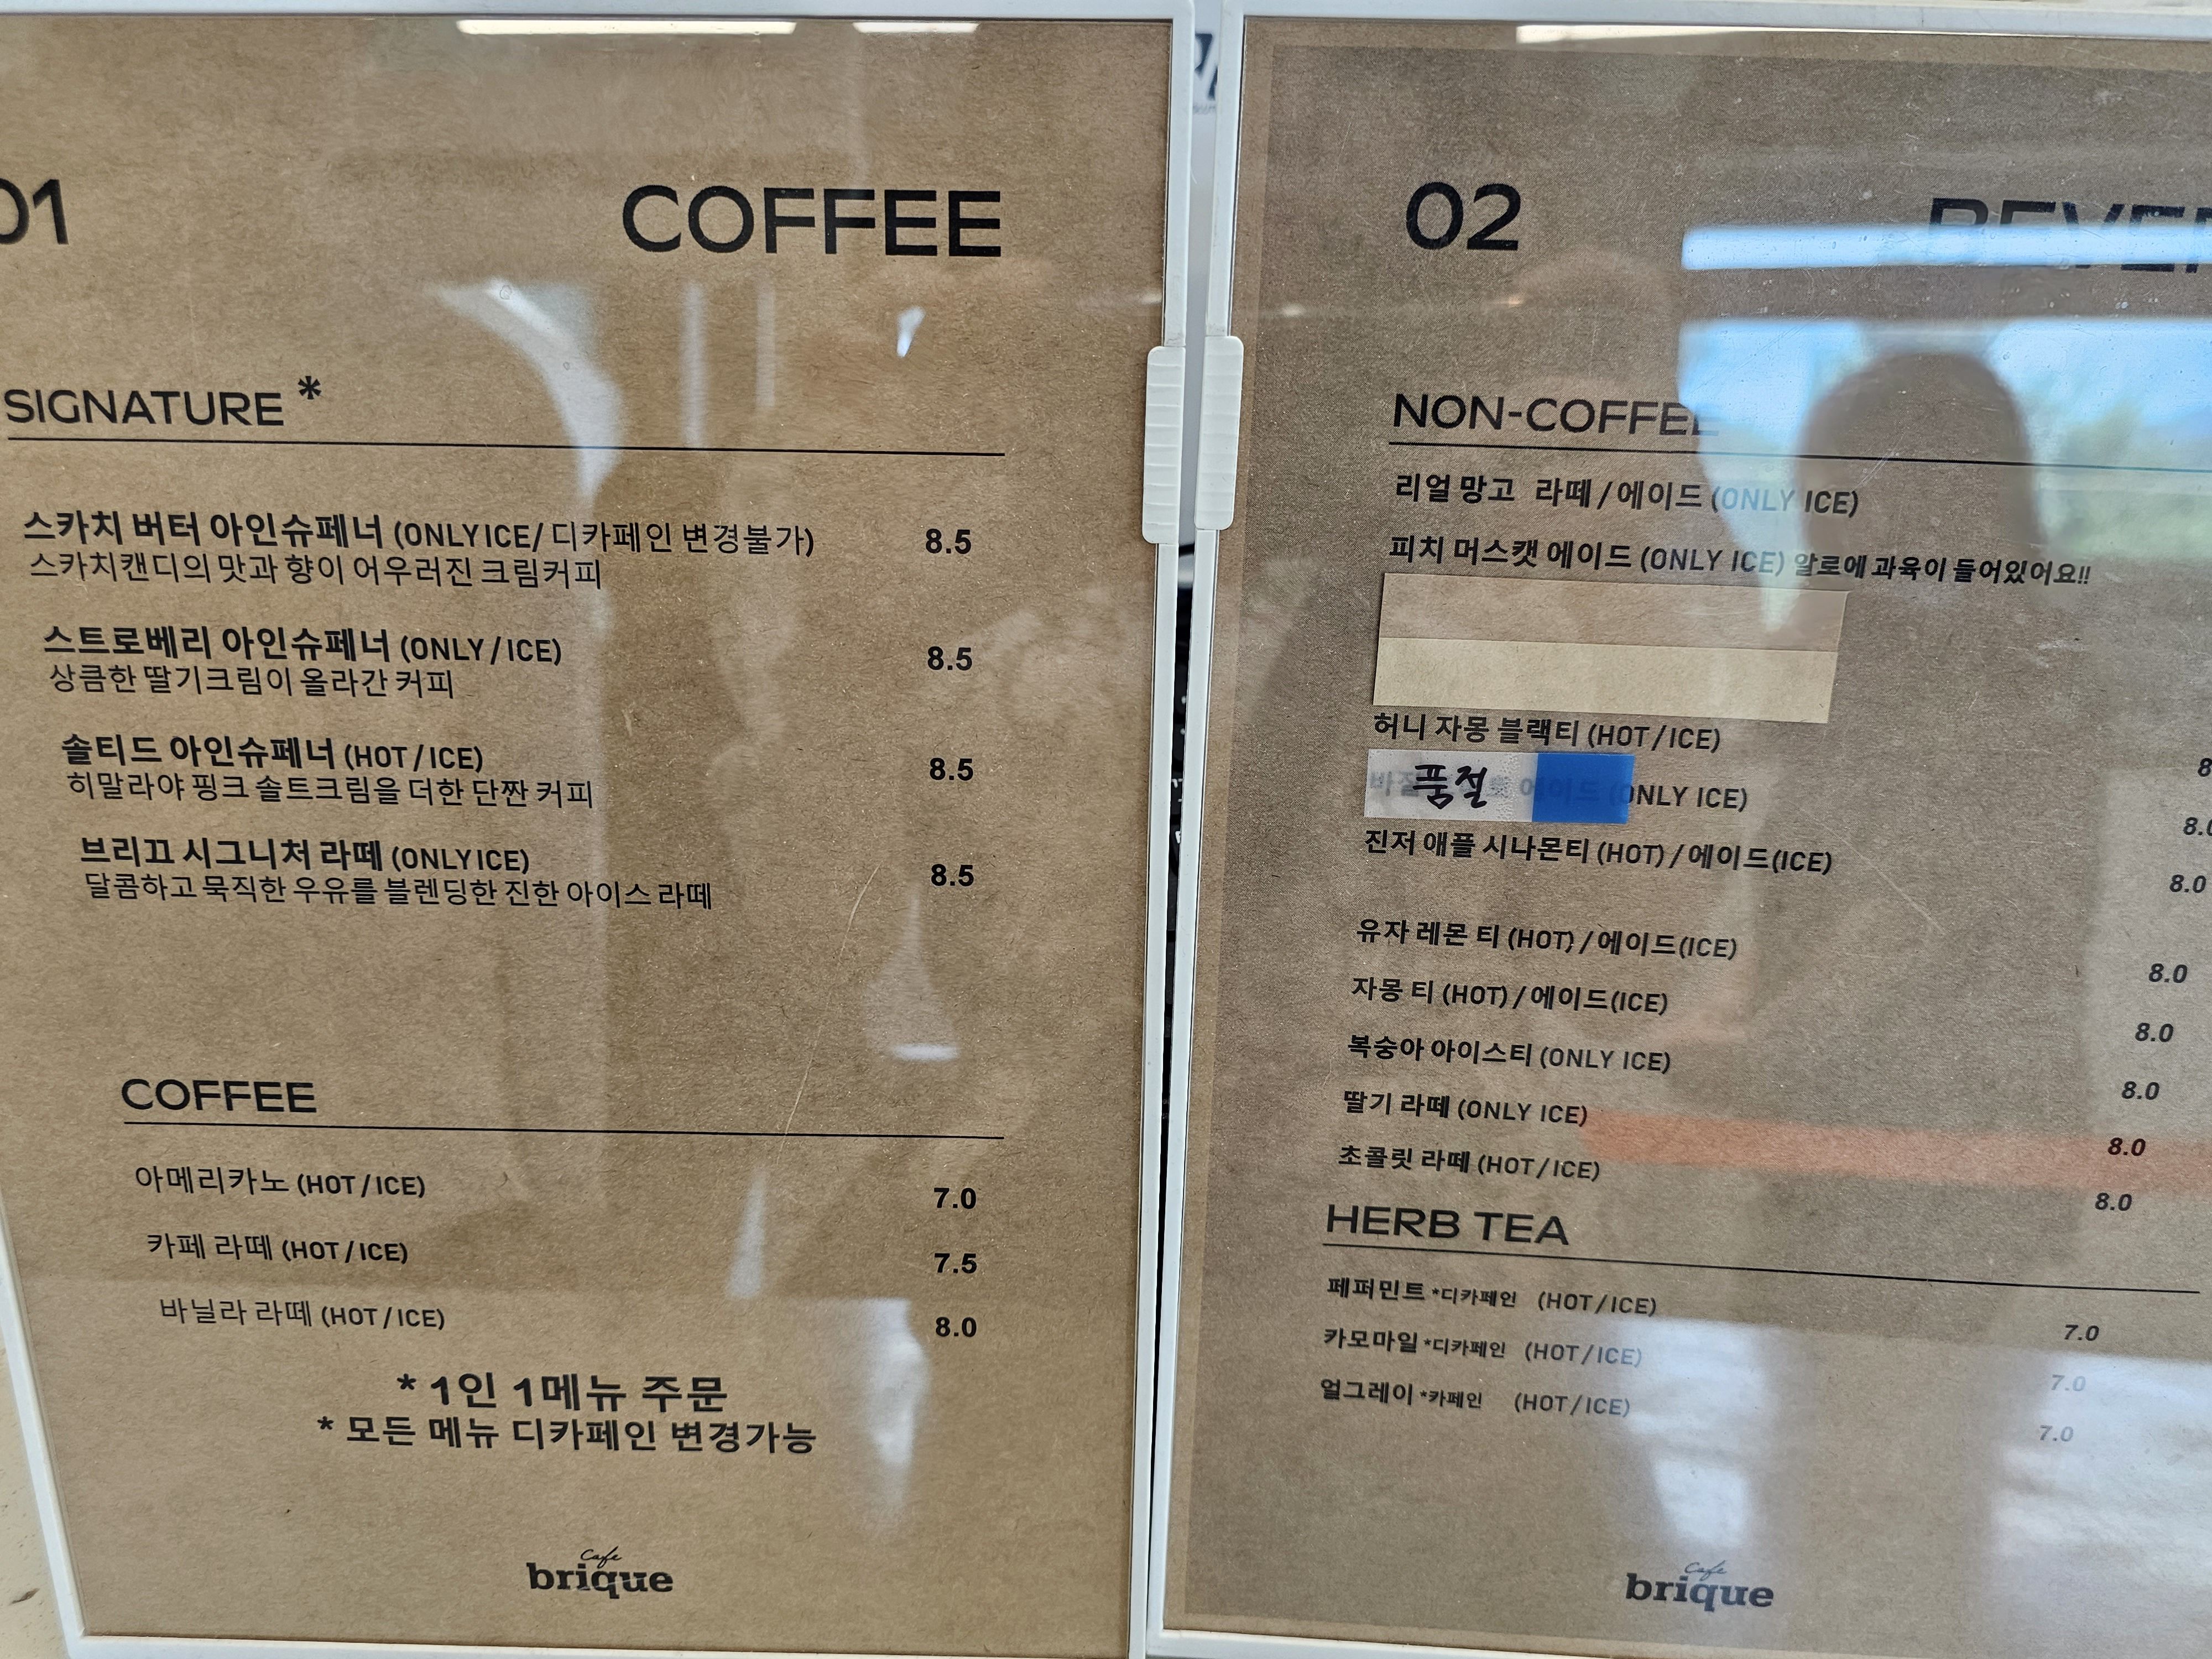 01
COFFEE
SIGNATURE *
스카치 버터 아인슈페너 (ONLY ICE/ 디카페인 변경불가) 8.5
스카치캔디의 맛과 향이 어우러진 크림커피
스트로베리 아인슈페너 (ONLY / ICE) 8.5
상큼한 딸기크림이 올라간 커피
솔티드 아인슈페너 (HOT / ICE) 8.5
히말라야 핑크 솔트크림을 더한 단짠 커피
브리끄 시그니처 라떼 (ONLY ICE) 8.5
달콤하고 묵직한 우유를 블렌딩한 진한 아이스 라떼
COFFEE
아메리카노 (HOT / ICE) 7.0
카페 라떼 (HOT / ICE) 7.5
바닐라 라떼 (HOT / ICE) 8.0
* 1인 1메뉴 주문
* 모든 메뉴 디카페인 변경가능
Cafe
brique
02
NON-COFFEE
리얼 망고 라떼 / 에이드 (ONLY ICE)
피치 머스캣 에이드 (ONLY ICE) 알로에 과육이 들어있어요!!
허니 자몽 블랙티 (HOT / ICE)
품절 에이드 (ONLY ICE)
진저 애플 시나몬티 (HOT) / 에이드(ICE) 8.0
유자 레몬 티 (HOT) / 에이드(ICE) 8.0
자몽 티 (HOT) / 에이드(ICE) 8.0
복숭아 아이스티 (ONLY ICE) 8.0
딸기 라떼 (ONLY ICE) 8.0
초콜릿 라떼 (HOT / ICE) 8.0
HERB TEA
페퍼민트 *디카페인 (HOT / ICE) 7.0
카모마일 *디카페인 (HOT / ICE) 7.0
얼그레이 *카페인 (HOT / ICE) 7.0
Cafe
brique